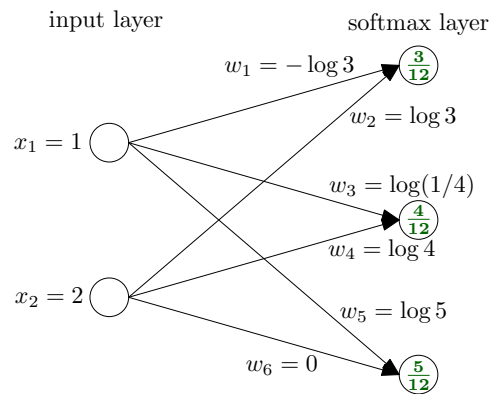 input layer
softmax layer
w₁ = − log 3
3/12
w₂ = log 3
x₁ = 1
w₃ = log(1/4)
4/12
w₄ = log 4
x₂ = 2
w₅ = log 5
w₆ = 0
5/12